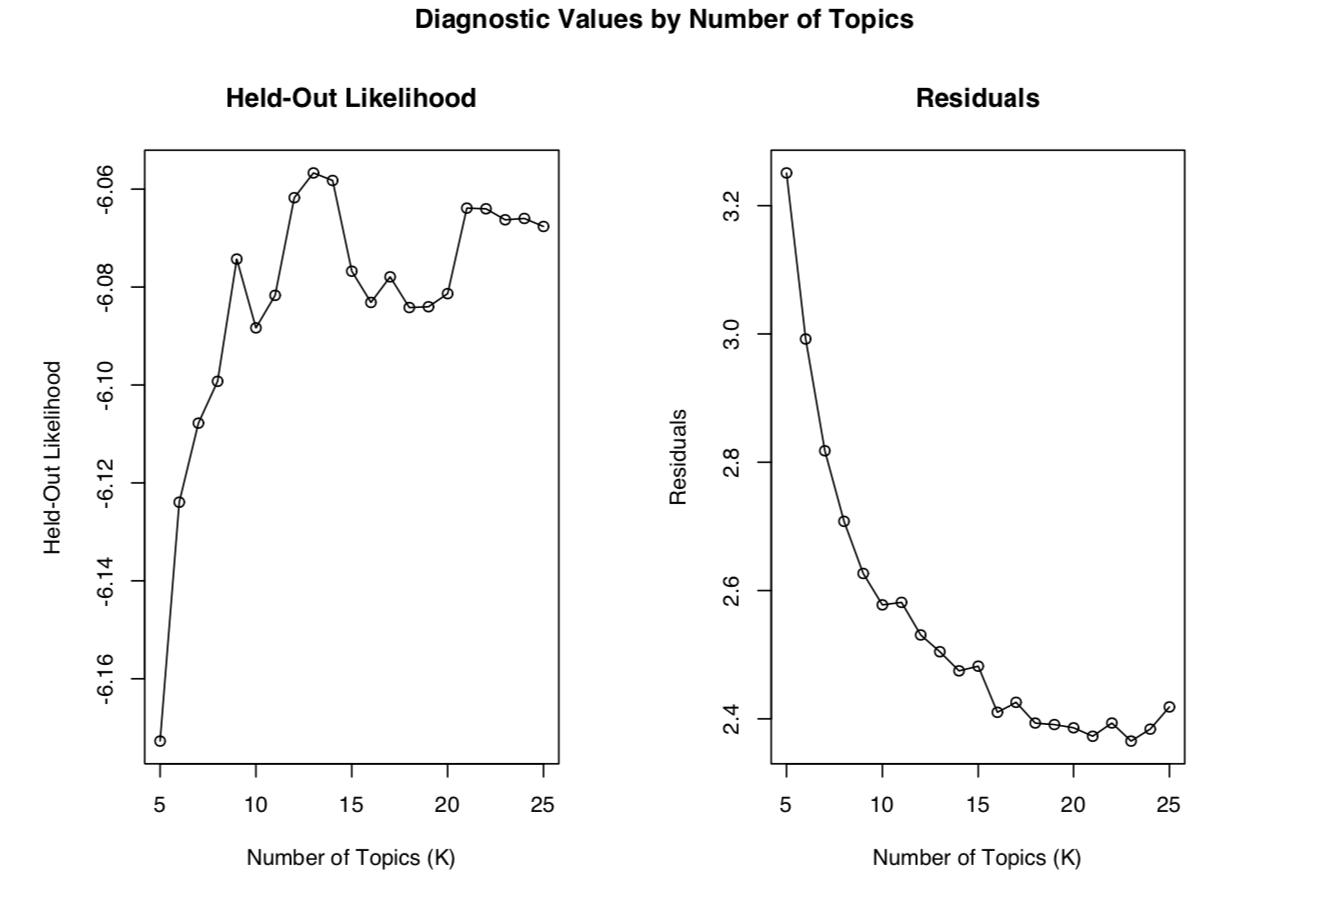 Diagnostic Values by Number of Topics
Held-Out Likelihood
Held-Out Likelihood
-6.06
-6.08
-6.10
-6.12
-6.14
-6.16
5 10 15 20 25
Number of Topics (K)
Residuals
Residuals
3.2
3.0
2.8
2.6
2.4
5 10 15 20 25
Number of Topics (K)